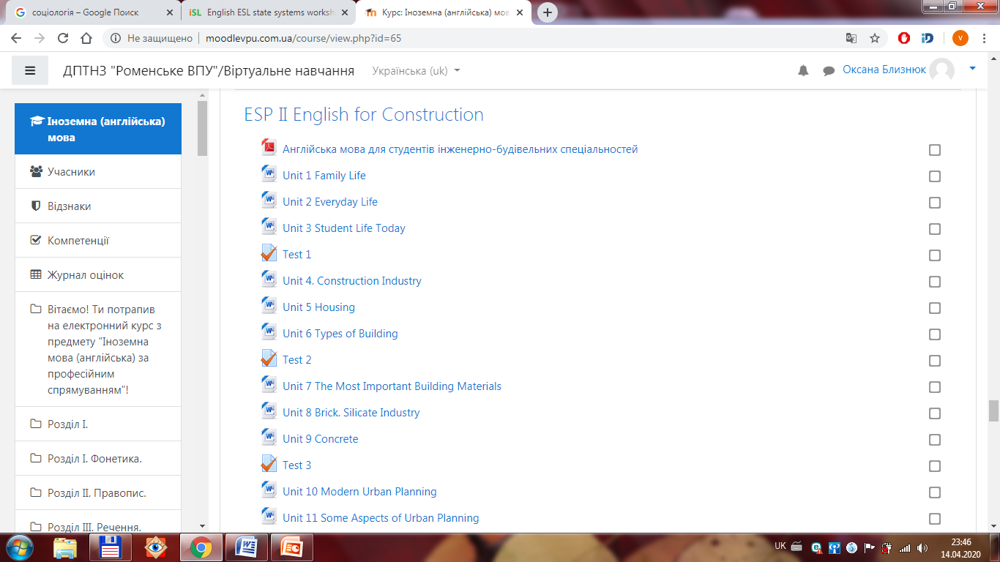 соціологія – Google Поиск
iSL English ESL state systems worksh
Курс: Іноземна (англійська) мов
Не защищено
moodlevpu.com.ua/course/view.php?id=65
v
ДПТНЗ "Роменське ВПУ"/Віртуальне навчання
Українська (uk)
Оксана Близнюк
Іноземна (англійська)
мова
Учасники
Відзнаки
Компетенції
Журнал оцінок
Вітаємо! Ти потрапив
на електронний курс з
предмету "Іноземна
мова (англійська) за
професійним
спрямуванням"!
Розділ І.
Розділ І. Фонетика.
Розділ ІІ. Правопис.
Розділ ІІІ. Речення.
ESP II English for Construction
Англійська мова для студентів інженерно-будівельних спеціальностей
Unit 1 Family Life
Unit 2 Everyday Life
Unit 3 Student Life Today
Test 1
Unit 4. Construction Industry
Unit 5 Housing
Unit 6 Types of Building
Test 2
Unit 7 The Most Important Building Materials
Unit 8 Brick. Silicate Industry
Unit 9 Concrete
Test 3
Unit 10 Modern Urban Planning
Unit 11 Some Aspects of Urban Planning
UK
23:46
14.04.2020